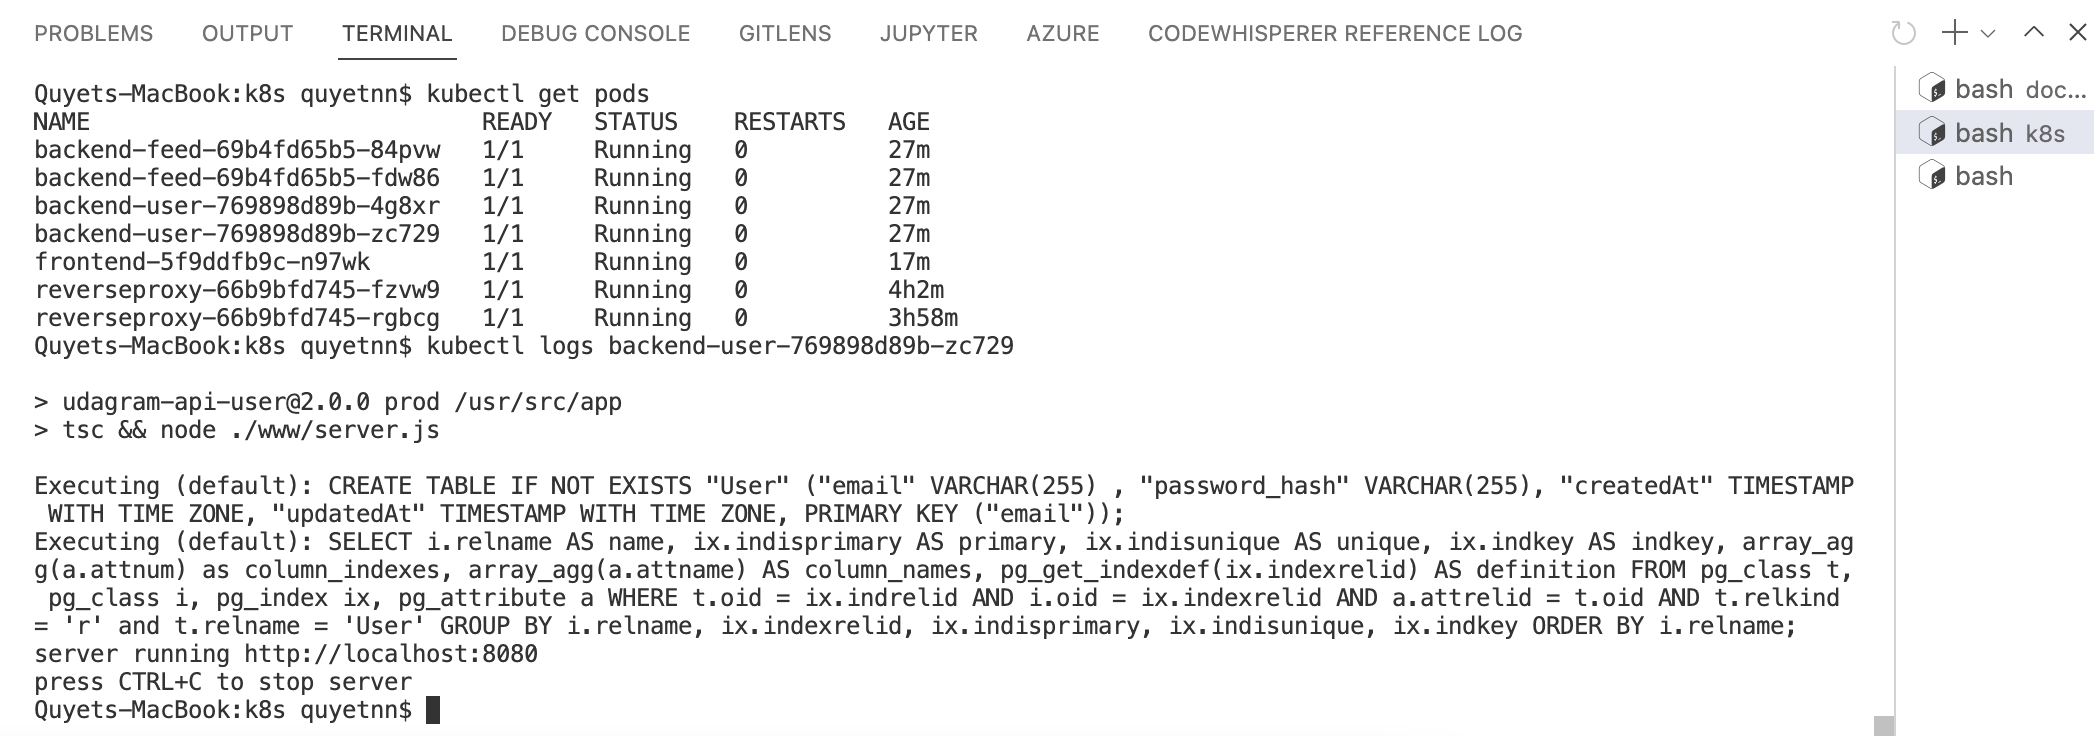 PROBLEMS OUTPUT TERMINAL DEBUG CONSOLE GITLENS JUPYTER AZURE CODEWHISPERER REFERENCE LOG
bash doc...
bash k8s
bash
Quyets-MacBook:k8s quyetnn$ kubectl get pods
NAME READY STATUS RESTARTS AGE
backend-feed-69b4fd65b5-84pvw 1/1 Running 0 27m
backend-feed-69b4fd65b5-fdw86 1/1 Running 0 27m
backend-user-769898d89b-4g8xr 1/1 Running 0 27m
backend-user-769898d89b-zc729 1/1 Running 0 27m
frontend-5f9ddfb9c-n97wk 1/1 Running 0 17m
reverseproxy-66b9bfd745-fzvw9 1/1 Running 0 4h2m
reverseproxy-66b9bfd745-rgbcg 1/1 Running 0 3h58m
Quyets-MacBook:k8s quyetnn$ kubectl logs backend-user-769898d89b-zc729
> udagram-api-user@2.0.0 prod /usr/src/app
> tsc && node ./www/server.js
Executing (default): CREATE TABLE IF NOT EXISTS "User" ("email" VARCHAR(255) , "password_hash" VARCHAR(255), "createdAt" TIMESTAMP
WITH TIME ZONE, "updatedAt" TIMESTAMP WITH TIME ZONE, PRIMARY KEY ("email"));
Executing (default): SELECT i.relname AS name, ix.indisprimary AS primary, ix.indisunique AS unique, ix.indkey AS indkey, array_ag
g(a.attnum) as column_indexes, array_agg(a.attname) AS column_names, pg_get_indexdef(ix.indexrelid) AS definition FROM pg_class t,
pg_class i, pg_index ix, pg_attribute a WHERE t.oid = ix.indrelid AND i.oid = ix.indexrelid AND a.attrelid = t.oid AND t.relkind
= 'r' and t.relname = 'User' GROUP BY i.relname, ix.indexrelid, ix.indisprimary, ix.indisunique, ix.indkey ORDER BY i.relname;
server running http://localhost:8080
press CTRL+C to stop server
Quyets-MacBook:k8s quyetnn$